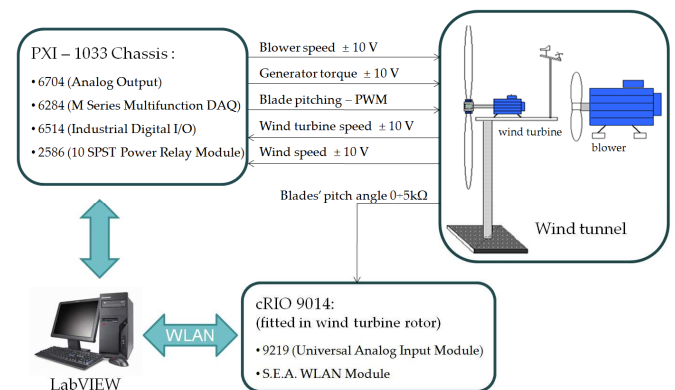 PXI – 1033 Chassis :
• 6704 (Analog Output)
• 6284 (M Series Multifunction DAQ)
• 6514 (Industrial Digital I/O)
• 2586 (10 SPST Power Relay Module)
Blower speed ± 10 V
Generator torque ± 10 V
Blade pitching – PWM
Wind turbine speed ± 10 V
Wind speed ± 10 V
wind turbine
blower
Wind tunnel
Blades' pitch angle 0÷5kΩ
cRIO 9014:
(fitted in wind turbine rotor)
• 9219 (Universal Analog Input Module)
• S.E.A. WLAN Module
WLAN
LabVIEW